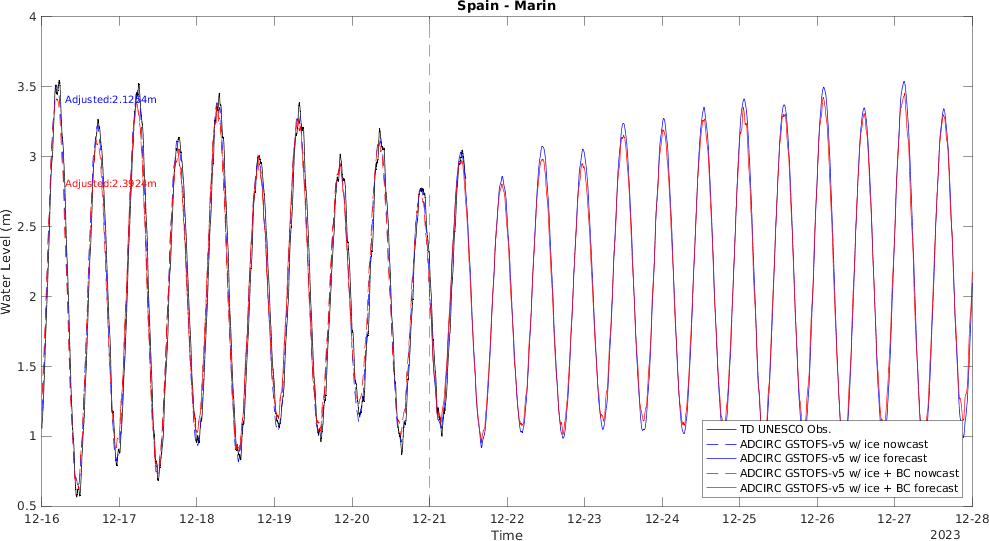 Spain - Marin
4
3.5
3
2.5
2
1.5
1
0.5
Water Level (m)
Adjusted:2.1254m
Adjusted:2.3924m
TD UNESCO Obs.
ADCIRC GSTOFS-v5 w/ ice nowcast
ADCIRC GSTOFS-v5 w/ ice forecast
ADCIRC GSTOFS-v5 w/ ice + BC nowcast
ADCIRC GSTOFS-v5 w/ ice + BC forecast
12-16 12-17 12-18 12-19 12-20 12-21 12-22 12-23 12-24 12-25 12-26 12-27 12-28
Time
2023